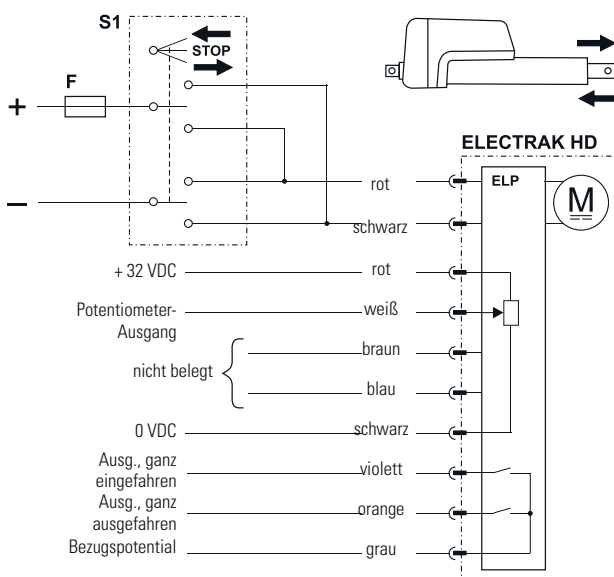 S1
STOP
F
+
–
ELECTRAK HD
ELP
M
rot
schwarz
+ 32 VDC
rot
Potentiometer-
Ausgang
weiß
braun
nicht belegt
blau
0 VDC
schwarz
Ausg., ganz
eingefahren
violett
Ausg., ganz
ausgefahren
orange
Bezugspotential
grau